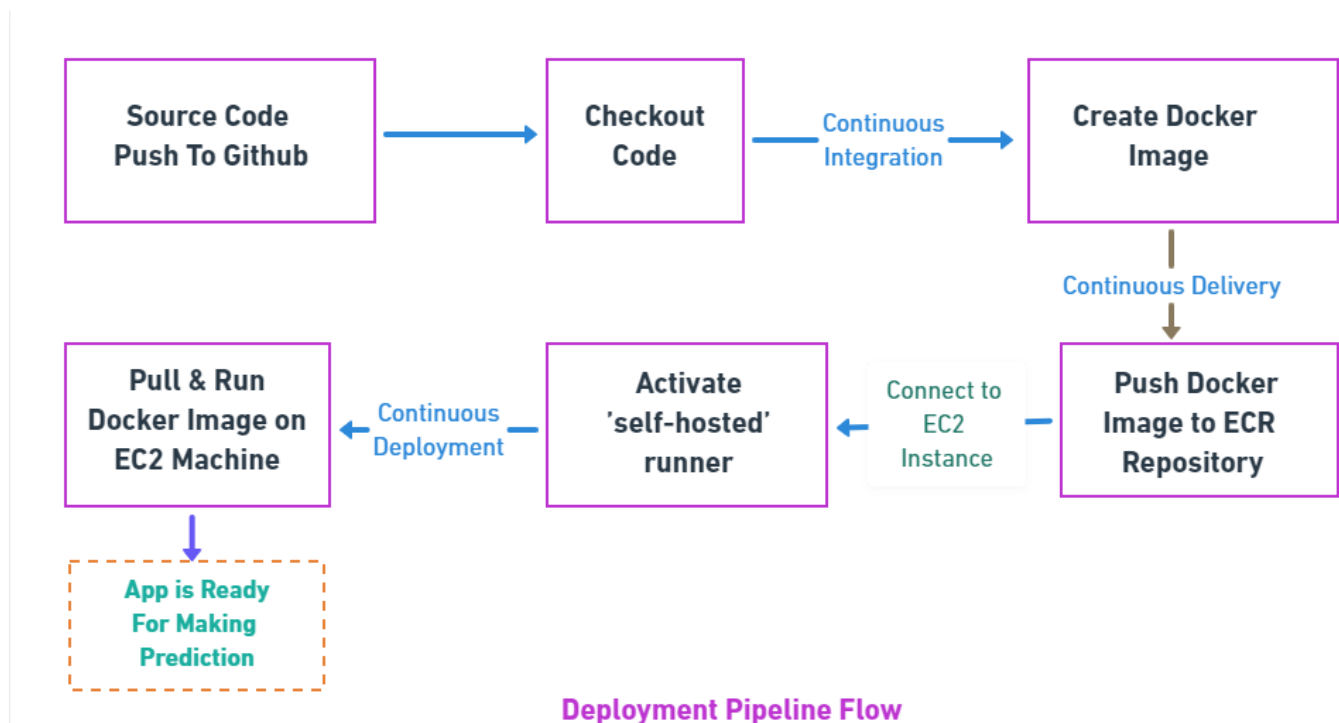 Source Code
Push To Github
Checkout
Code
Continuous
Integration
Create Docker
Image
Continuous Delivery
Push Docker
Image to ECR
Repository
Connect to
EC2
Instance
Activate
’self-hosted’
runner
Continuous
Deployment
Pull & Run
Docker Image on
EC2 Machine
App is Ready
For Making
Prediction
Deployment Pipeline Flow